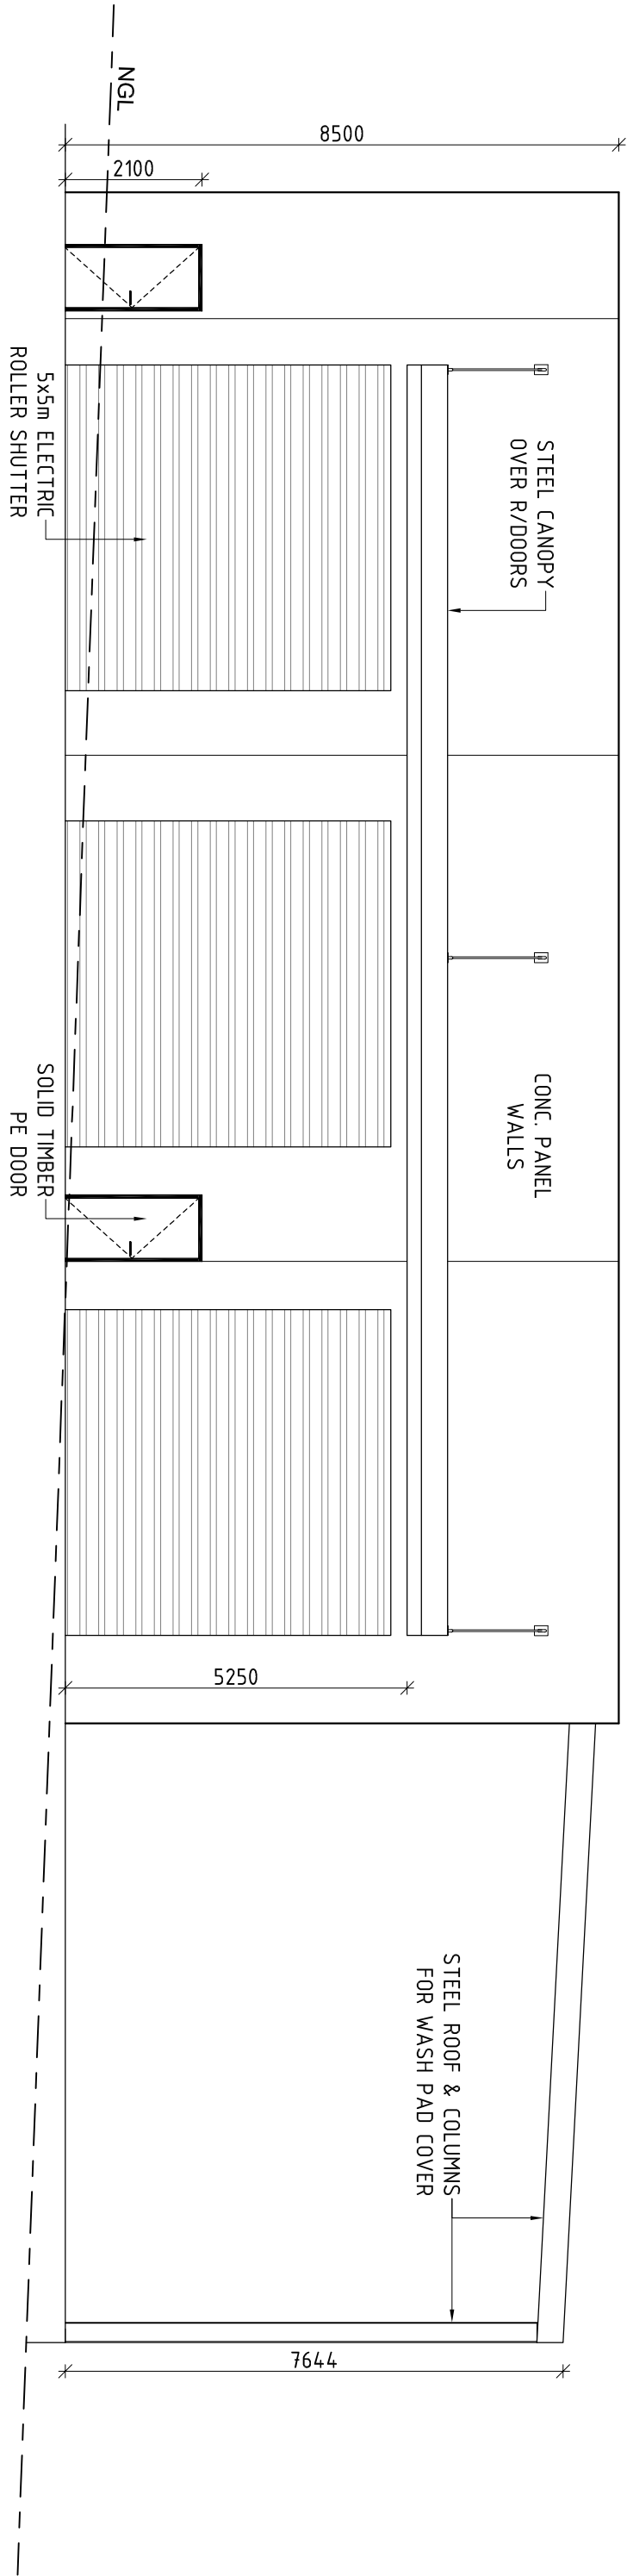 NGL
8500
2100
5x5m ELECTRIC
ROLLER SHUTTER
STEEL CANOPY
OVER R/DOORS
CONC. PANEL
WALLS
SOLID TIMBER
PE DOOR
5250
STEEL ROOF & COLUMNS
FOR WASH PAD COVER
7644